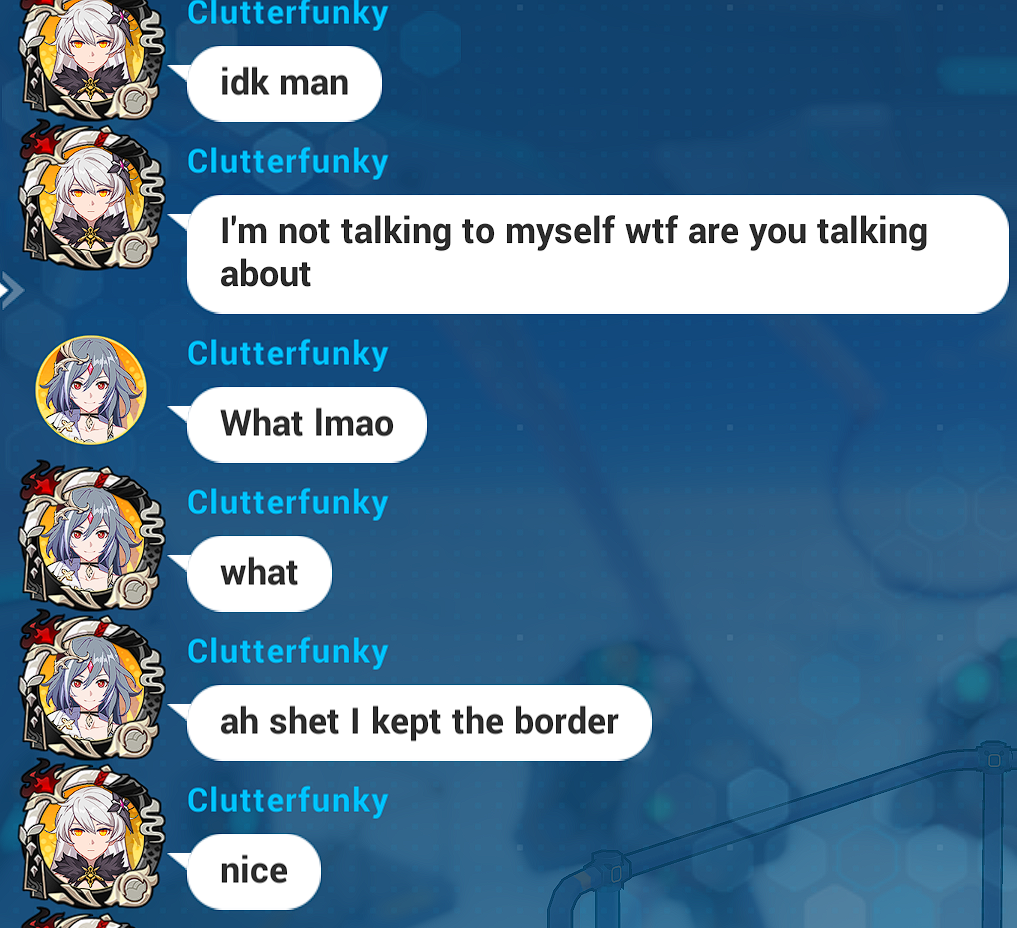 Clutterfunky
idk man
Clutterfunky
I'm not talking to myself wtf are you talking
about
Clutterfunky
What lmao
Clutterfunky
what
Clutterfunky
ah shet I kept the border
Clutterfunky
nice